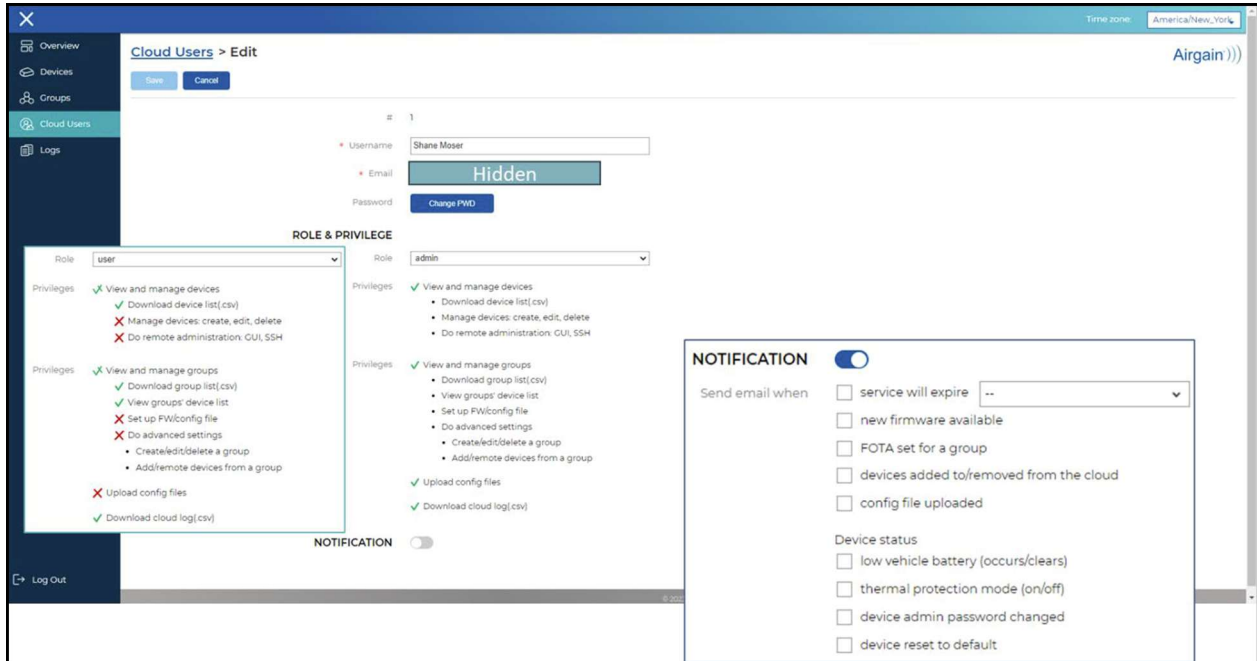 Time zone: America/New_York
Overview
Devices
Groups
Cloud Users
Logs
Log Out
Cloud Users > Edit
Airgain
Save Cancel
# 1
* Username Shane Moser
* Email Hidden
Password Change PWD
ROLE & PRIVILEGE
Role user
Privileges View and manage devices
Download device list(.csv)
Manage devices: create, edit, delete
Do remote administration: GUI, SSH
Privileges View and manage groups
Download group list(.csv)
View groups' device list
Set up FW/config file
Do advanced settings
• Create/edit/delete a group
• Add/remote devices from a group
Upload config files
Download cloud log(.csv)
Role admin
Privileges View and manage devices
• Download device list(.csv)
• Manage devices: create, edit, delete
• Do remote administration: GUI, SSH
Privileges View and manage groups
• Download group list(.csv)
• View groups' device list
• Set up FW/config file
• Do advanced settings
• Create/edit/delete a group
• Add/remote devices from a group
Upload config files
Download cloud log(.csv)
NOTIFICATION
NOTIFICATION
Send email when service will expire --
new firmware available
FOTA set for a group
devices added to/removed from the cloud
config file uploaded
Device status
low vehicle battery (occurs/clears)
thermal protection mode (on/off)
device admin password changed
device reset to default